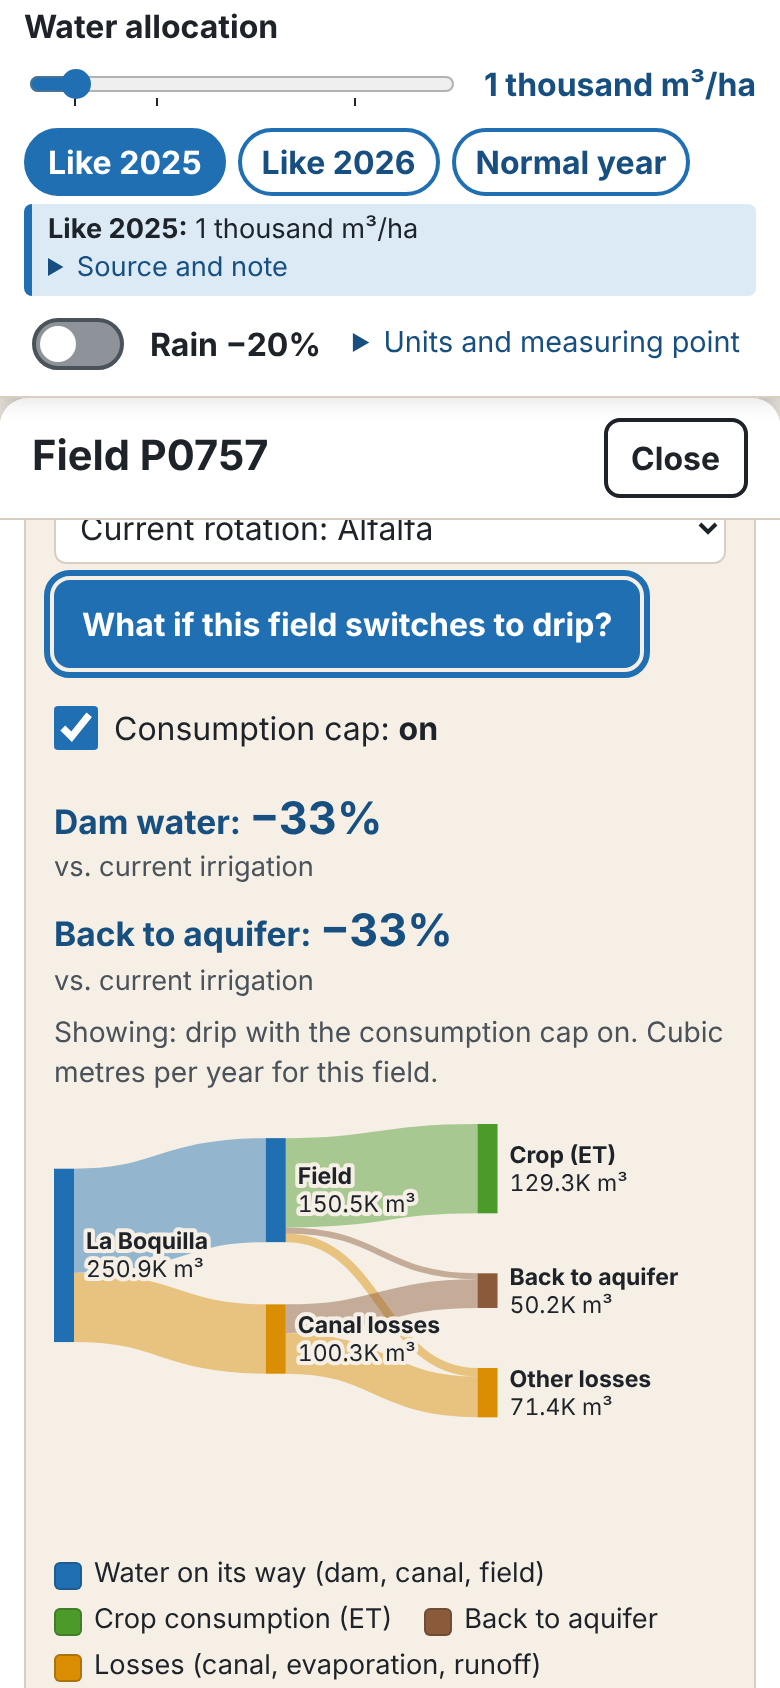 Water allocation
1 thousand m³/ha
Like 2025
Like 2026
Normal year
Like 2025: 1 thousand m³/ha
Source and note
Rain −20%
Units and measuring point
Field P0757
Close
Current rotation: Alfalfa
What if this field switches to drip?
Consumption cap: on
Dam water: −33%
vs. current irrigation
Back to aquifer: −33%
vs. current irrigation
Showing: drip with the consumption cap on. Cubic
metres per year for this field.
La Boquilla
250.9K m³
Field
150.5K m³
Canal losses
100.3K m³
Crop (ET)
129.3K m³
Back to aquifer
50.2K m³
Other losses
71.4K m³
Water on its way (dam, canal, field)
Crop consumption (ET)
Back to aquifer
Losses (canal, evaporation, runoff)